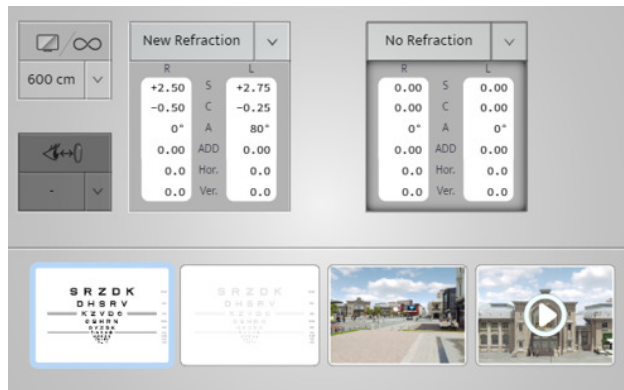 New Refraction
No Refraction
600 cm
R L
+2.50 S +2.75
-0.50 C -0.25
0° A 80°
0.00 ADD 0.00
0.0 Hor. 0.0
0.0 Ver. 0.0
-
R L
0.00 S 0.00
0.00 C 0.00
0° A 0°
0.00 ADD 0.00
0.0 Hor. 0.0
0.0 Ver. 0.0
S R Z D K
D H S R V
K Z V D C
S R Z D K
D H S R V